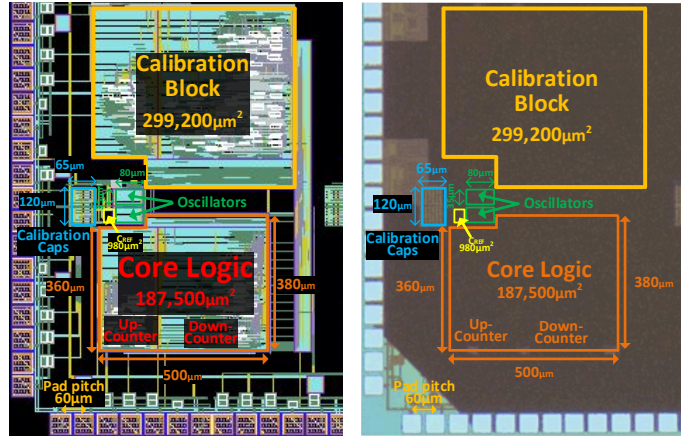 Calibration
Block
299,200µm²
65µm
80µm
120µm
Oscillators
Calibration
Caps
CREF
980µm²
Core Logic
187,500µm²
360µm
380µm
Up-
Counter
Down-
Counter
500µm
Pad pitch
60µm
Calibration
Block
299,200µm²
65µm
80µm
120µm
Oscillators
Calibration
Caps
CREF
980µm²
Core Logic
187,500µm²
360µm
380µm
Up-
Counter
Down-
Counter
500µm
Pad pitch
60µm